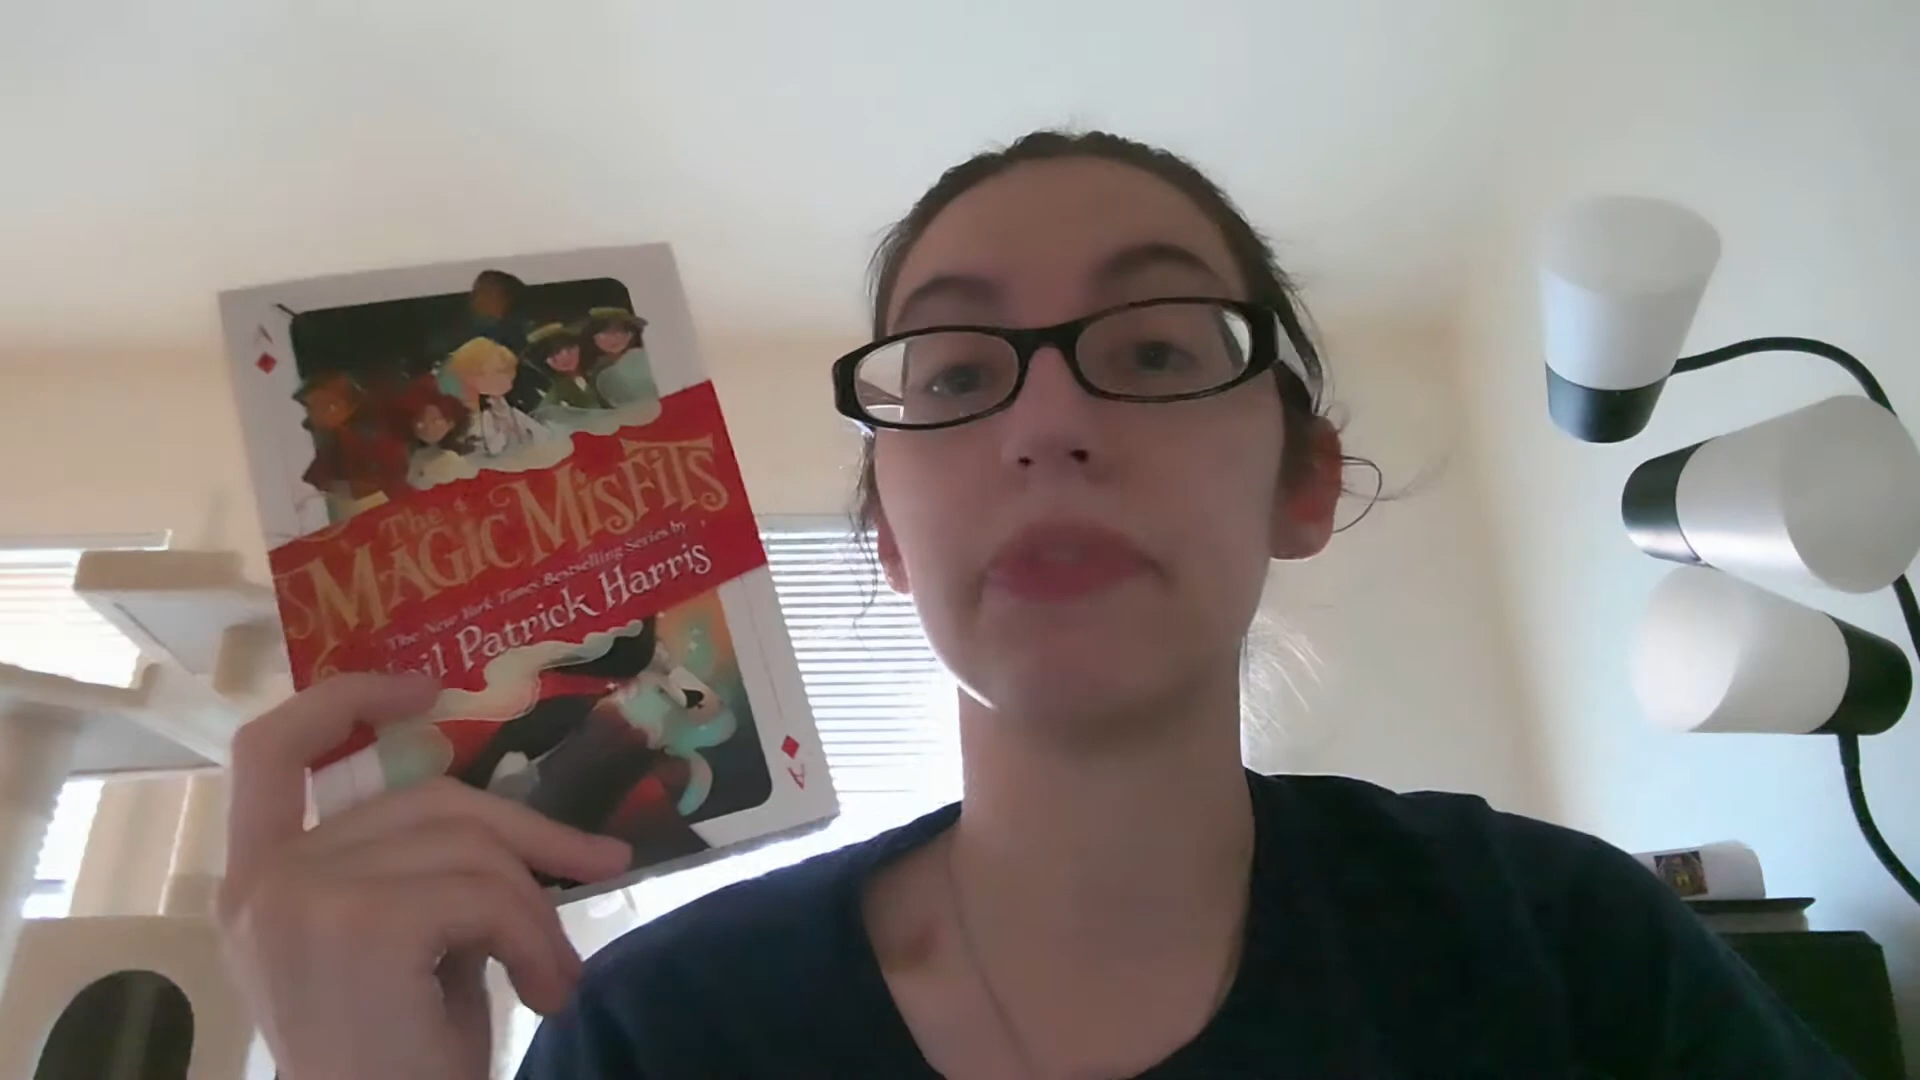 A
The
MAGIC MISFITS
The New York Times Bestselling Series by
Patrick Harris
A